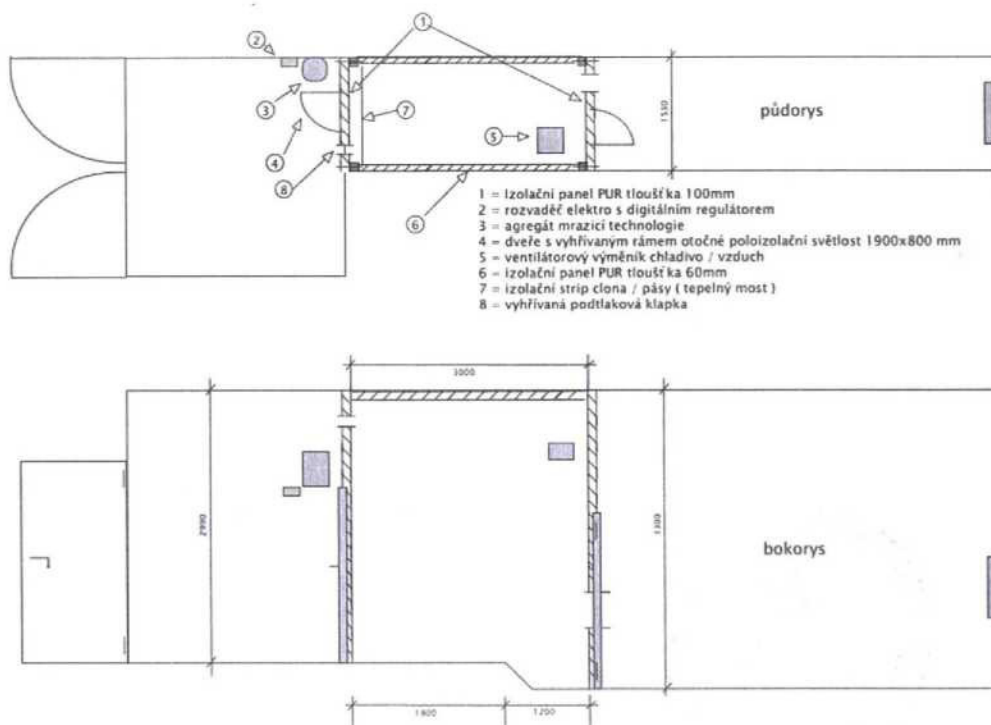 1
2
3
7
půdorys
4
5
8
6
1 = Izolační panel PUR tloušťka 100mm
2 = rozvaděč elektro s digitálním regulátorem
3 = agregát mrazicí technologie
4 = dveře s vyhřívaným rámem otočné poloizolační světlost 1900x800 mm
5 = ventilátorový výměník chladivo / vzduch
6 = izolační panel PUR tloušťka 60mm
7 = izolační strip clona / pásy ( tepelný most )
8 = vyhřívaná podtlaková klapka
3000
2990
bokorys
1800
1200